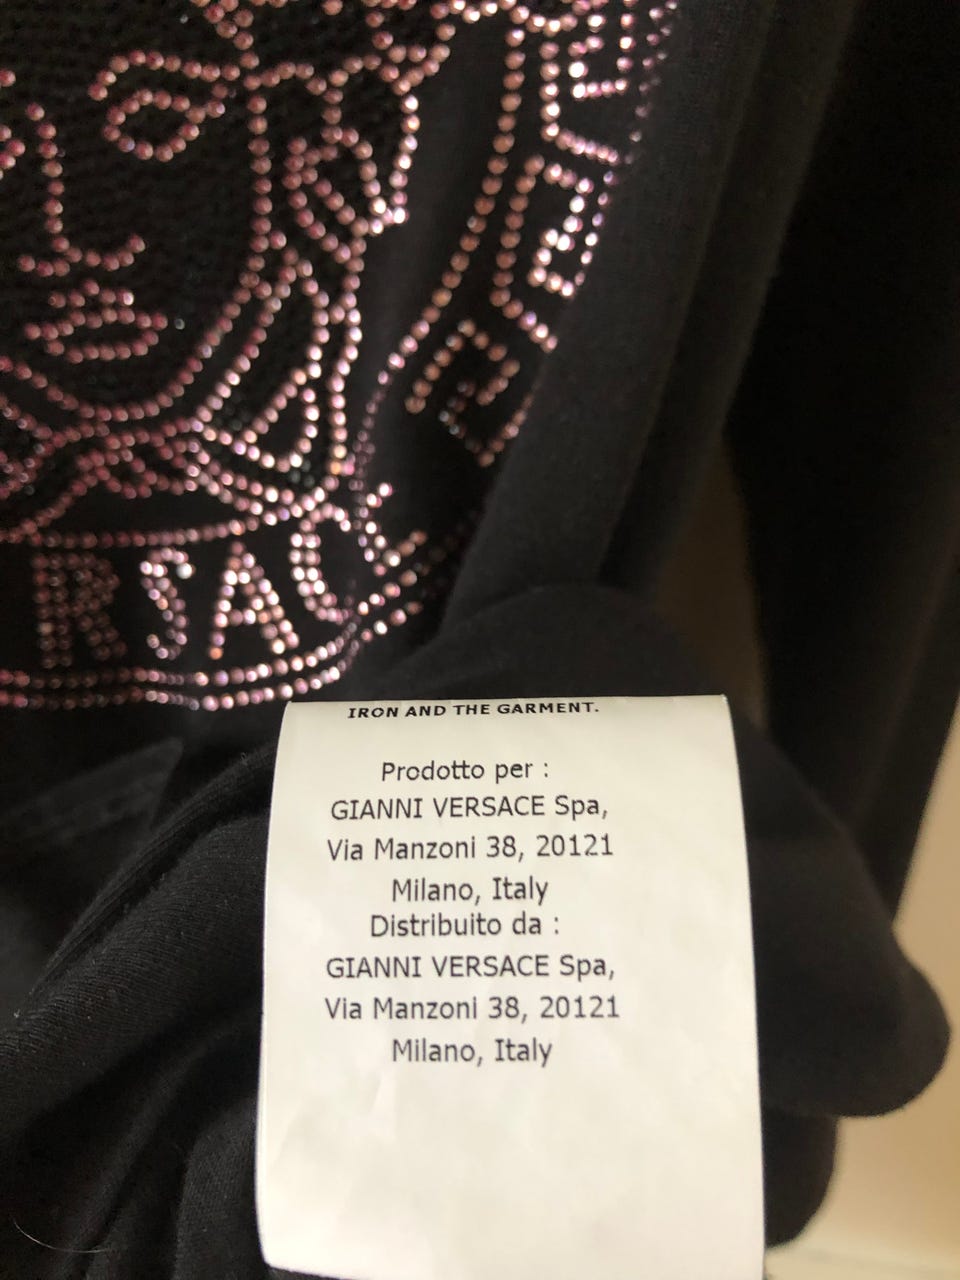 RSACE
IRON AND THE GARMENT.
Prodotto per :
GIANNI VERSACE Spa,
Via Manzoni 38, 20121
Milano, Italy
Distribuito da :
GIANNI VERSACE Spa,
Via Manzoni 38, 20121
Milano, Italy